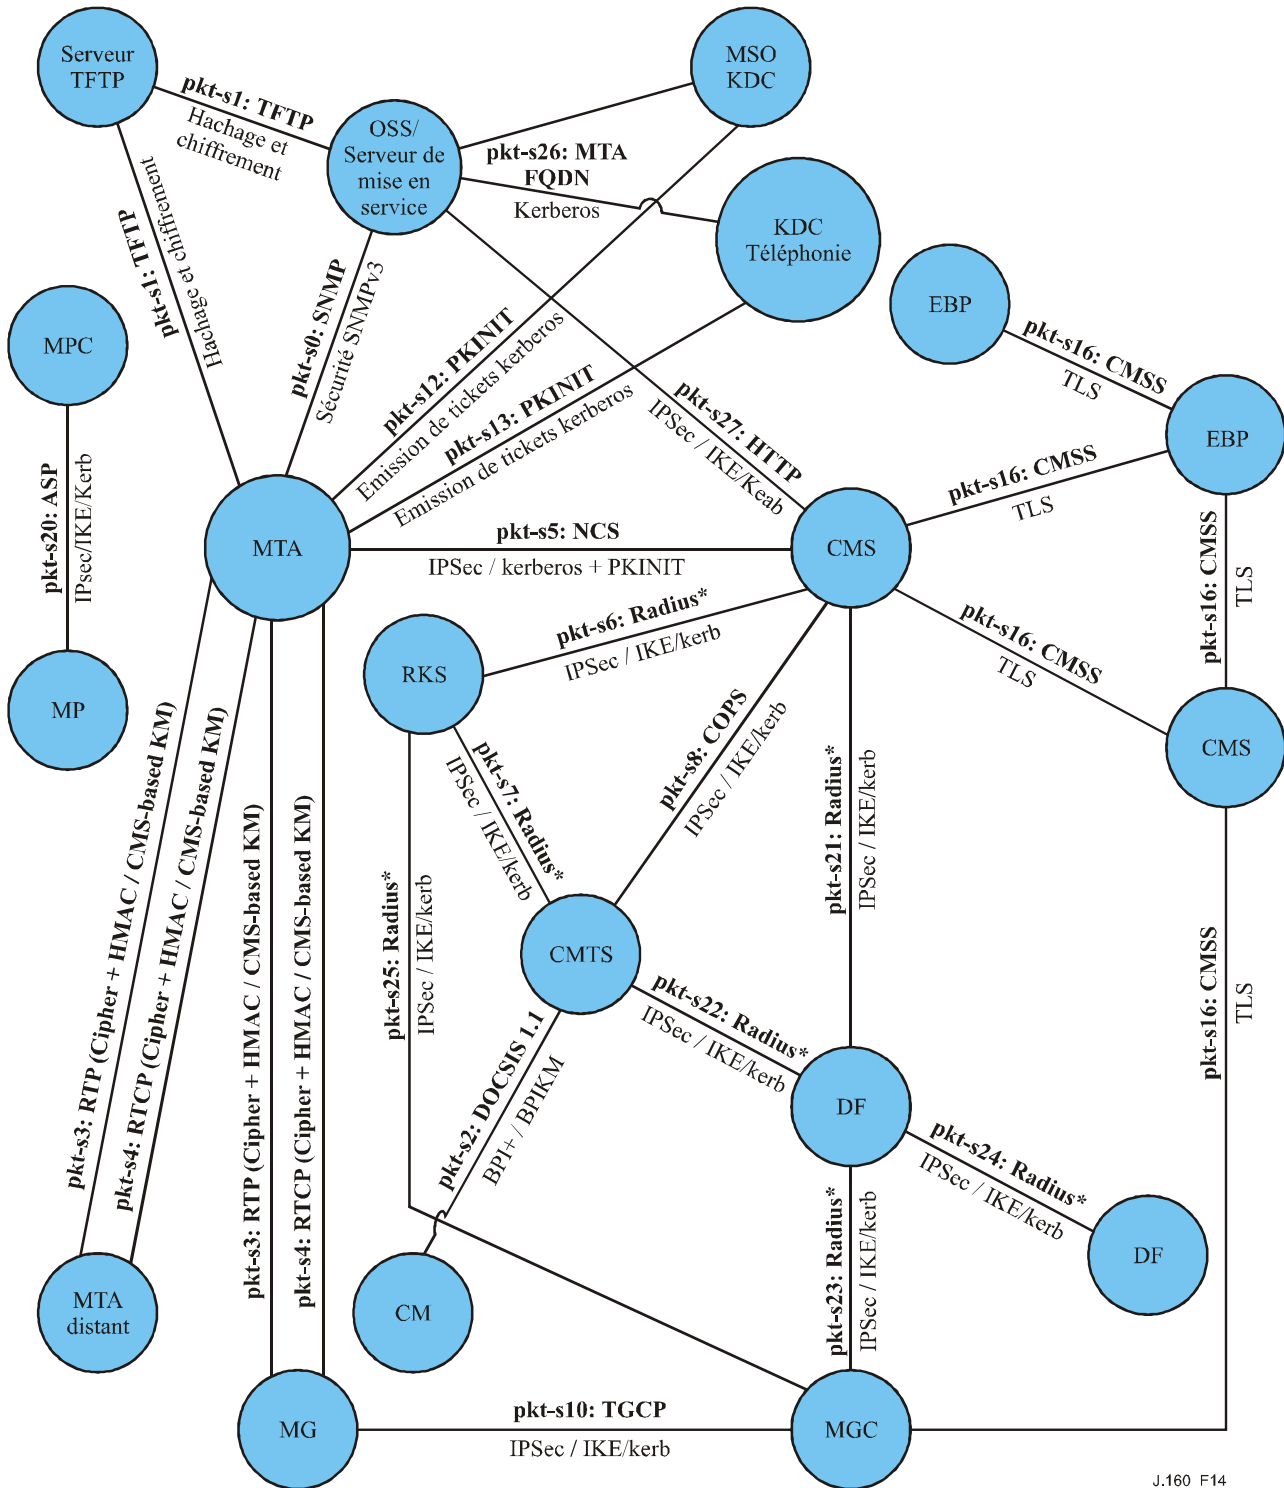 Serveur
TFTP
MSO
KDC
pkt-s1: TFTP
Hachage et
chiffrement
OSS/
Serveur de
mise en
service
pkt-s26: MTA
FQDN
Kerberos
KDC
Téléphonie
pkt-s1: TFTP
Hachage et chiffrement
pkt-s0: SNMP
Sécurité SNMPv3
pkt-s12: PKINIT
Emission de tickets kerberos
pkt-s13: PKINIT
Emission de tickets kerberos
pkt-s27: HTTP
IPSec / IKE/Keab
EBP
pkt-s16: CMSS
TLS
EBP
MPC
pkt-s20: ASP
IPsec/IKE/Kerb
MP
MTA
pkt-s5: NCS
IPSec / kerberos + PKINIT
CMS
pkt-s16: CMSS
TLS
pkt-s16: CMSS
TLS
pkt-s16: CMSS
TLS
CMS
RKS
pkt-s6: Radius*
IPSec / IKE/kerb
pkt-s7: Radius*
IPSec / IKE/kerb
pkt-s8: COPS
IPSec / IKE/kerb
pkt-s21: Radius*
IPSec / IKE/kerb
pkt-s25: Radius*
IPSec / IKE/kerb
CMTS
pkt-s22: Radius*
IPSec / IKE/kerb
pkt-s2: DOCSIS 1.1
BPI+ / BPIKM
DF
pkt-s24: Radius*
IPSec / IKE/kerb
DF
pkt-s16: CMSS
TLS
pkt-s3: RTP (Cipher + HMAC / CMS-based KM)
pkt-s4: RTCP (Cipher + HMAC / CMS-based KM)
pkt-s3: RTP (Cipher + HMAC / CMS-based KM)
pkt-s4: RTCP (Cipher + HMAC / CMS-based KM)
pkt-s23: Radius*
IPSec / IKE/kerb
MTA
distant
CM
MG
pkt-s10: TGCP
IPSec / IKE/kerb
MGC
J.160_F14